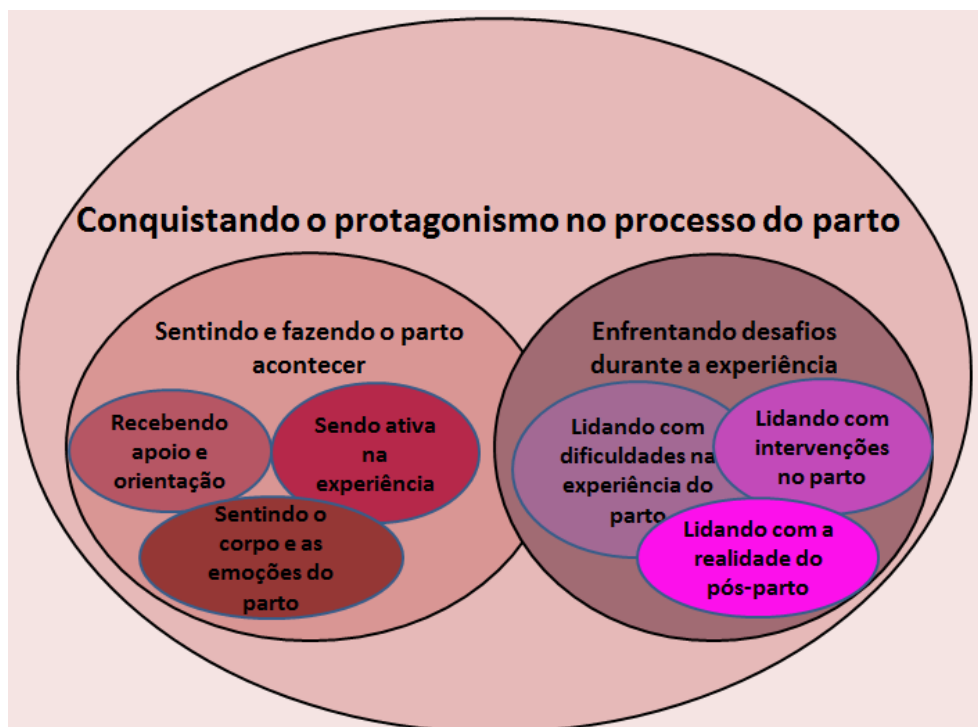 Conquistando o protagonismo no processo do parto
Sentindo e fazendo o parto
acontecer
Recebendo
apoio e
orientação
Sendo ativa
na
experiência
Sentindo o
corpo e as
emoções do
parto
Enfrentando desafios
durante a experiência
Lidando com
dificuldades na
experiência do
parto
Lidando com
intervenções
no parto
Lidando com a
realidade do
pós-parto